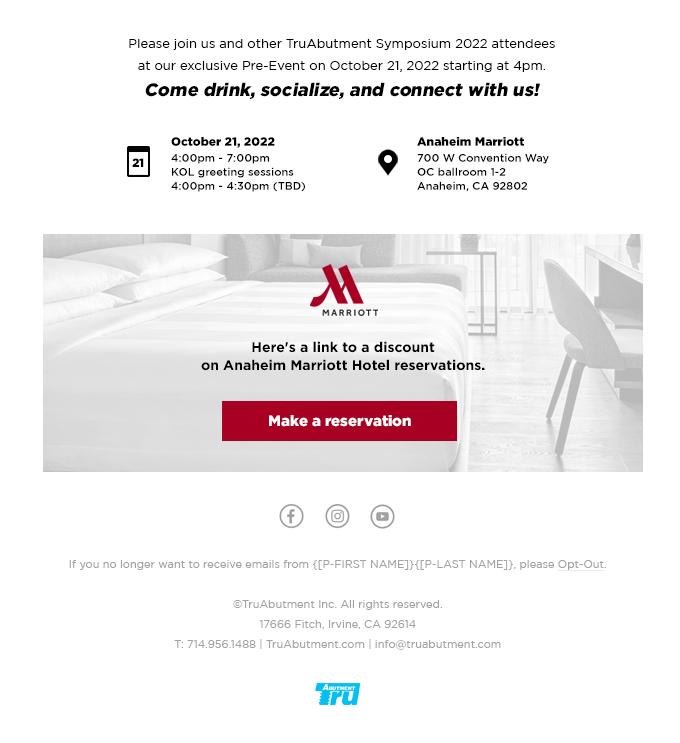 Please join us and other TruAbutment Symposium 2022 attendees
at our exclusive Pre-Event on October 21, 2022 starting at 4pm.
Come drink, socialize, and connect with us!
21
October 21, 2022
4:00pm - 7:00pm
KOL greeting sessions
4:00pm - 4:30pm (TBD)
Anaheim Marriott
700 W Convention Way
OC ballroom 1-2
Anaheim, CA 92802
MARRIOTT
Here's a link to a discount
on Anaheim Marriott Hotel reservations.
Make a reservation
If you no longer want to receive emails from {[P-FIRST NAME]}{[P-LAST NAME]}, please Opt-Out.
©TruAbutment Inc. All rights reserved.
17666 Fitch, Irvine, CA 92614
T: 714.956.1488 | TruAbutment.com | info@truabutment.com
ABUTMENT
Tru